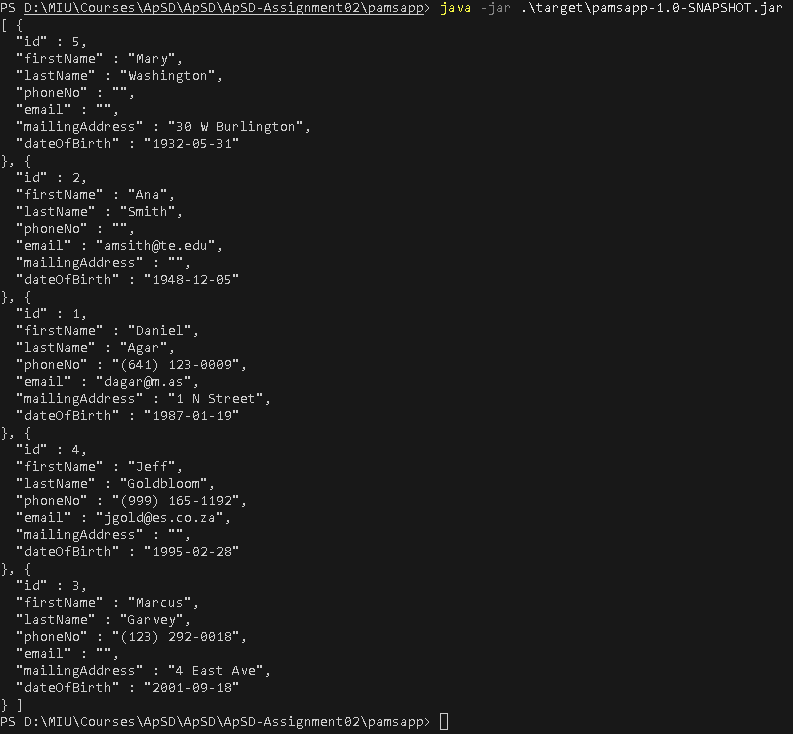 PS D:\MIU\Courses\ApSD\ApSD\ApSD-Assignment02\pamsapp> java -jar .\target\pamsapp-1.0-SNAPSHOT.jar
[ {
  "id" : 5,
  "firstName" : "Mary",
  "lastName" : "Washington",
  "phoneNo" : "",
  "email" : "",
  "mailingAddress" : "30 W Burlington",
  "dateOfBirth" : "1932-05-31"
}, {
  "id" : 2,
  "firstName" : "Ana",
  "lastName" : "Smith",
  "phoneNo" : "",
  "email" : "amsith@te.edu",
  "mailingAddress" : "",
  "dateOfBirth" : "1948-12-05"
}, {
  "id" : 1,
  "firstName" : "Daniel",
  "lastName" : "Agar",
  "phoneNo" : "(641) 123-0009",
  "email" : "dagar@m.as",
  "mailingAddress" : "1 N Street",
  "dateOfBirth" : "1987-01-19"
}, {
  "id" : 4,
  "firstName" : "Jeff",
  "lastName" : "Goldbloom",
  "phoneNo" : "(999) 165-1192",
  "email" : "jgold@es.co.za",
  "mailingAddress" : "",
  "dateOfBirth" : "1995-02-28"
}, {
  "id" : 3,
  "firstName" : "Marcus",
  "lastName" : "Garvey",
  "phoneNo" : "(123) 292-0018",
  "email" : "",
  "mailingAddress" : "4 East Ave",
  "dateOfBirth" : "2001-09-18"
} ]
PS D:\MIU\Courses\ApSD\ApSD\ApSD-Assignment02\pamsapp>